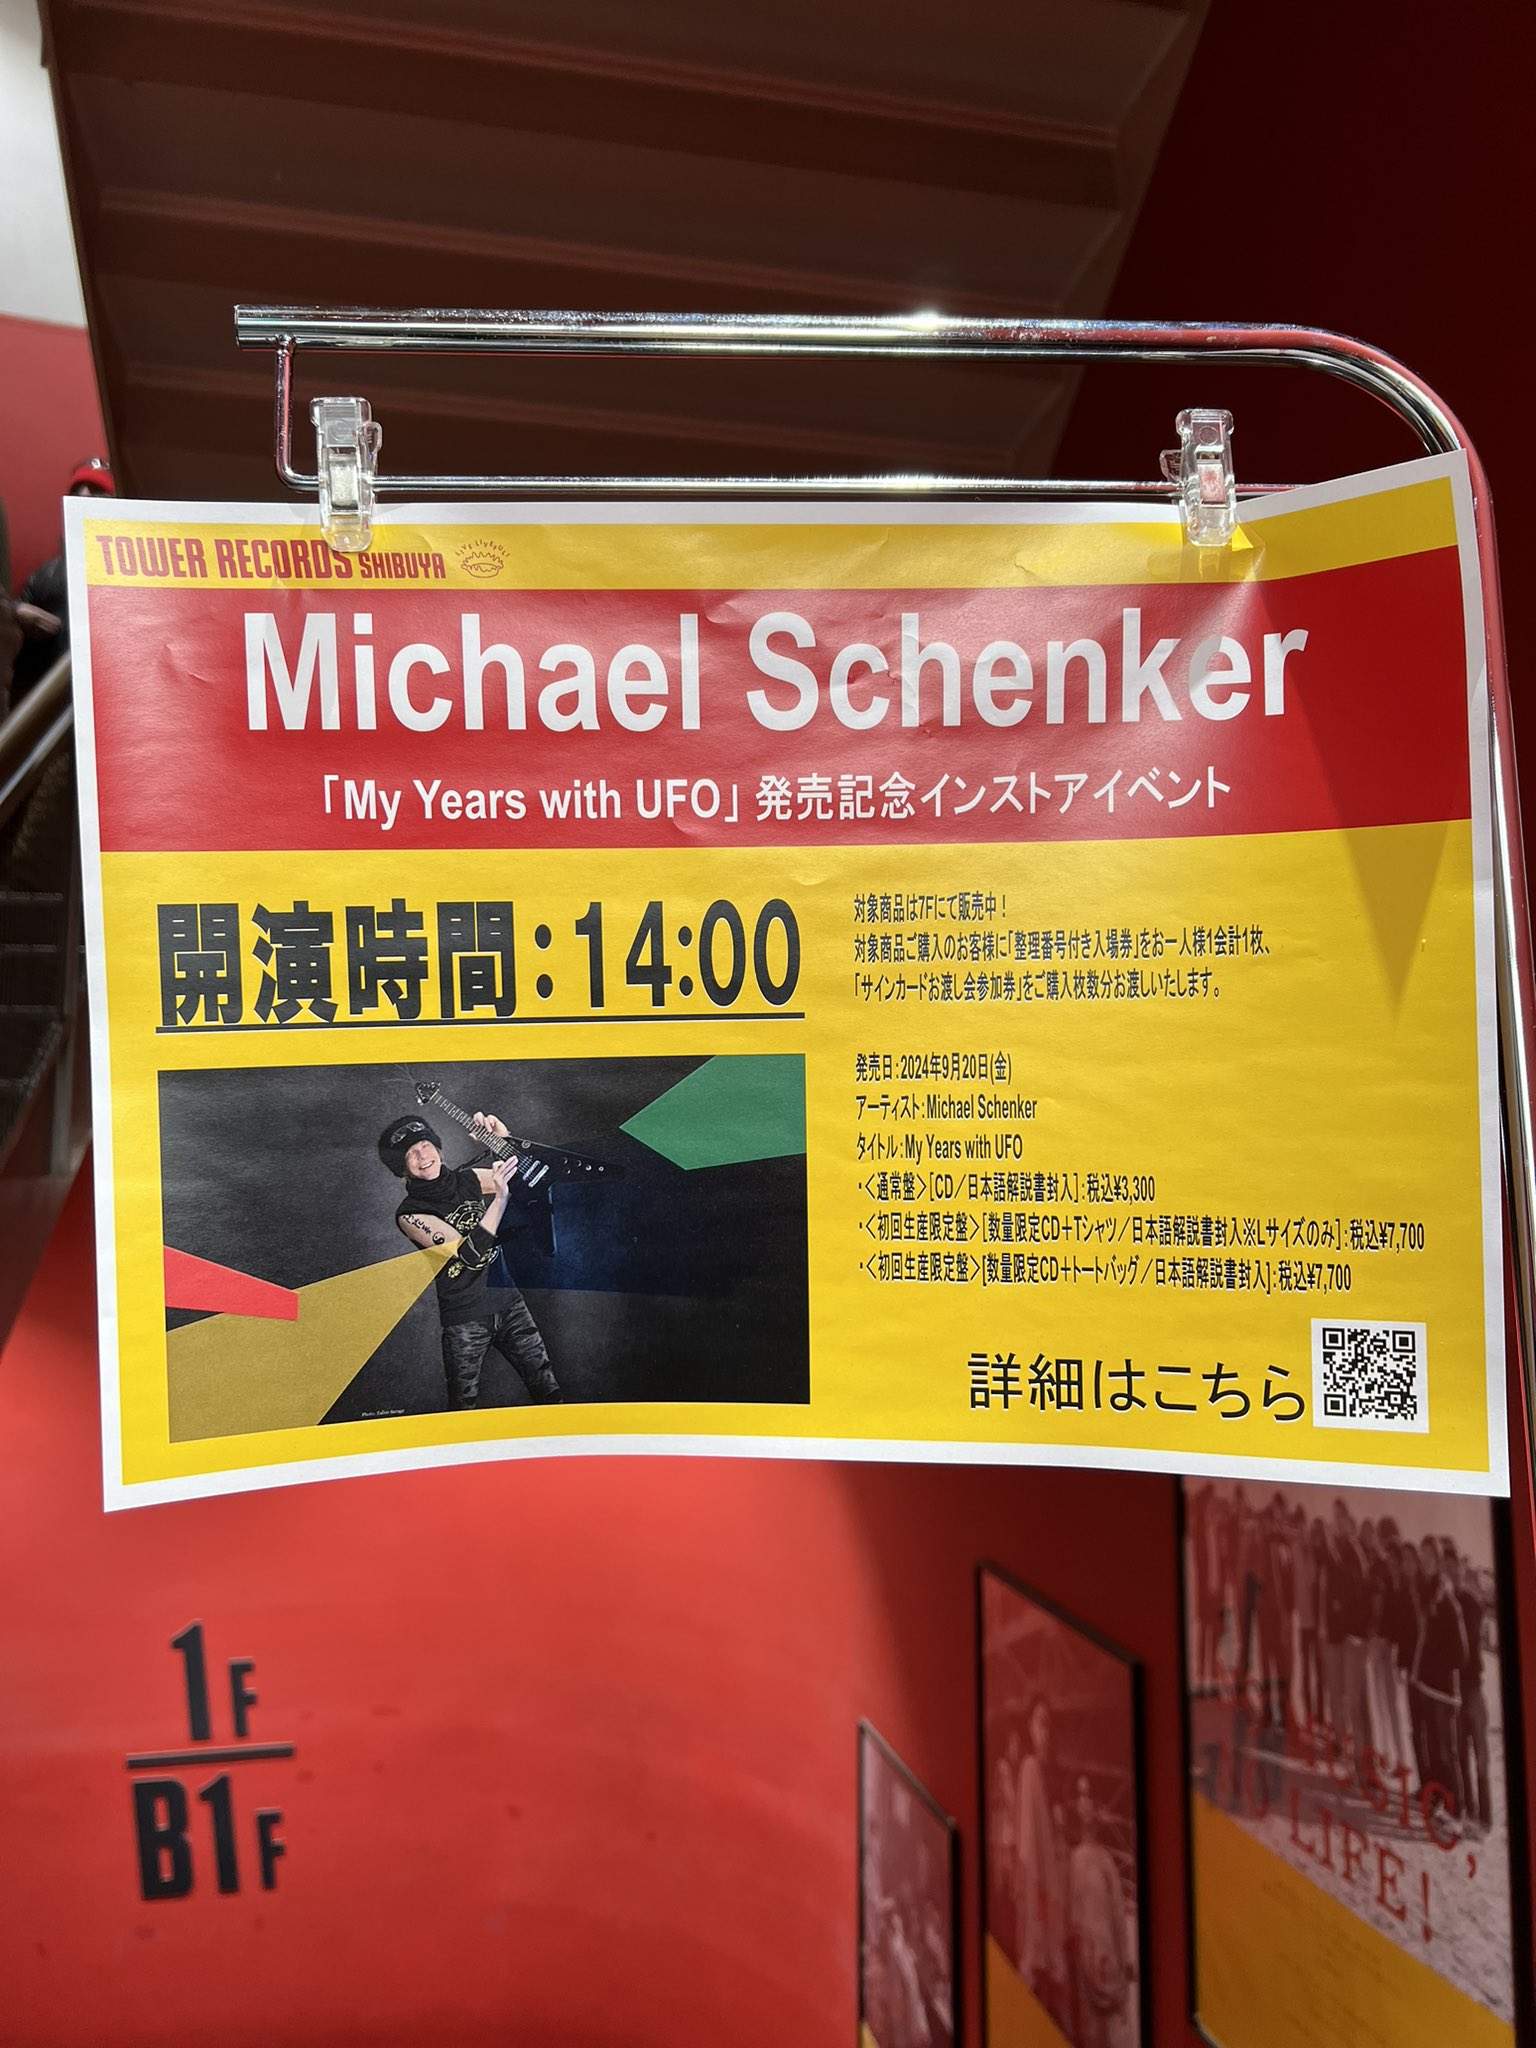 TOWER RECORDS SHIBUYA
LIVE LIVEFUL!
Michael Schenker
「My Years with UFO」 発売記念インストアイベント
開演時間：14:00
対象商品は7Fにて販売中！
対象商品ご購入のお客様に「整理番号付き入場券」をお一人様1会計1枚、
「サインカードお渡し会参加券」をご購入枚数分お渡しいたします。
発売日：2024年9月20日(金)
アーティスト：Michael Schenker
タイトル：My Years with UFO
・＜通常盤＞[CD／日本語解説書封入]：税込¥3,300
・＜初回生産限定盤＞[数量限定CD＋Tシャツ／日本語解説書封入※Lサイズのみ]：税込¥7,700
・＜初回生産限定盤＞[数量限定CD＋トートバッグ／日本語解説書封入]：税込¥7,700
詳細はこちら
1F
B1F
NO MUSIC,
NO LIFE!